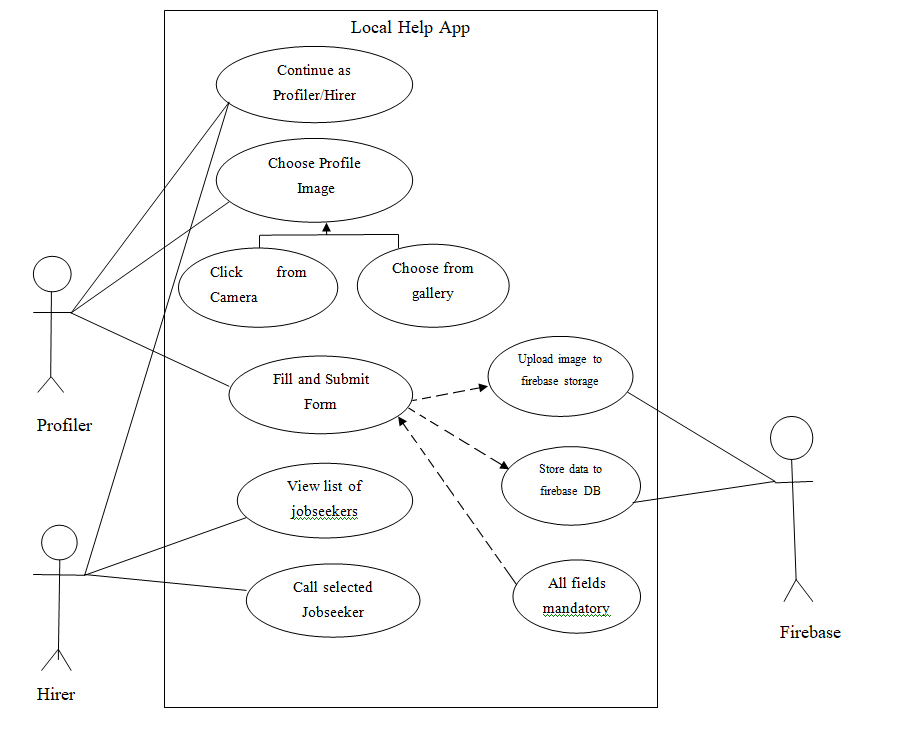 Local Help App
Continue as
Profiler/Hirer
Choose Profile
Image
Click from
Camera
Choose from
gallery
Upload image to
firebase storage
Fill and Submit
Form
Profiler
Store data to
firebase DB
View list of
jobseekers
All fields
mandatory
Call selected
Jobseeker
Firebase
Hirer